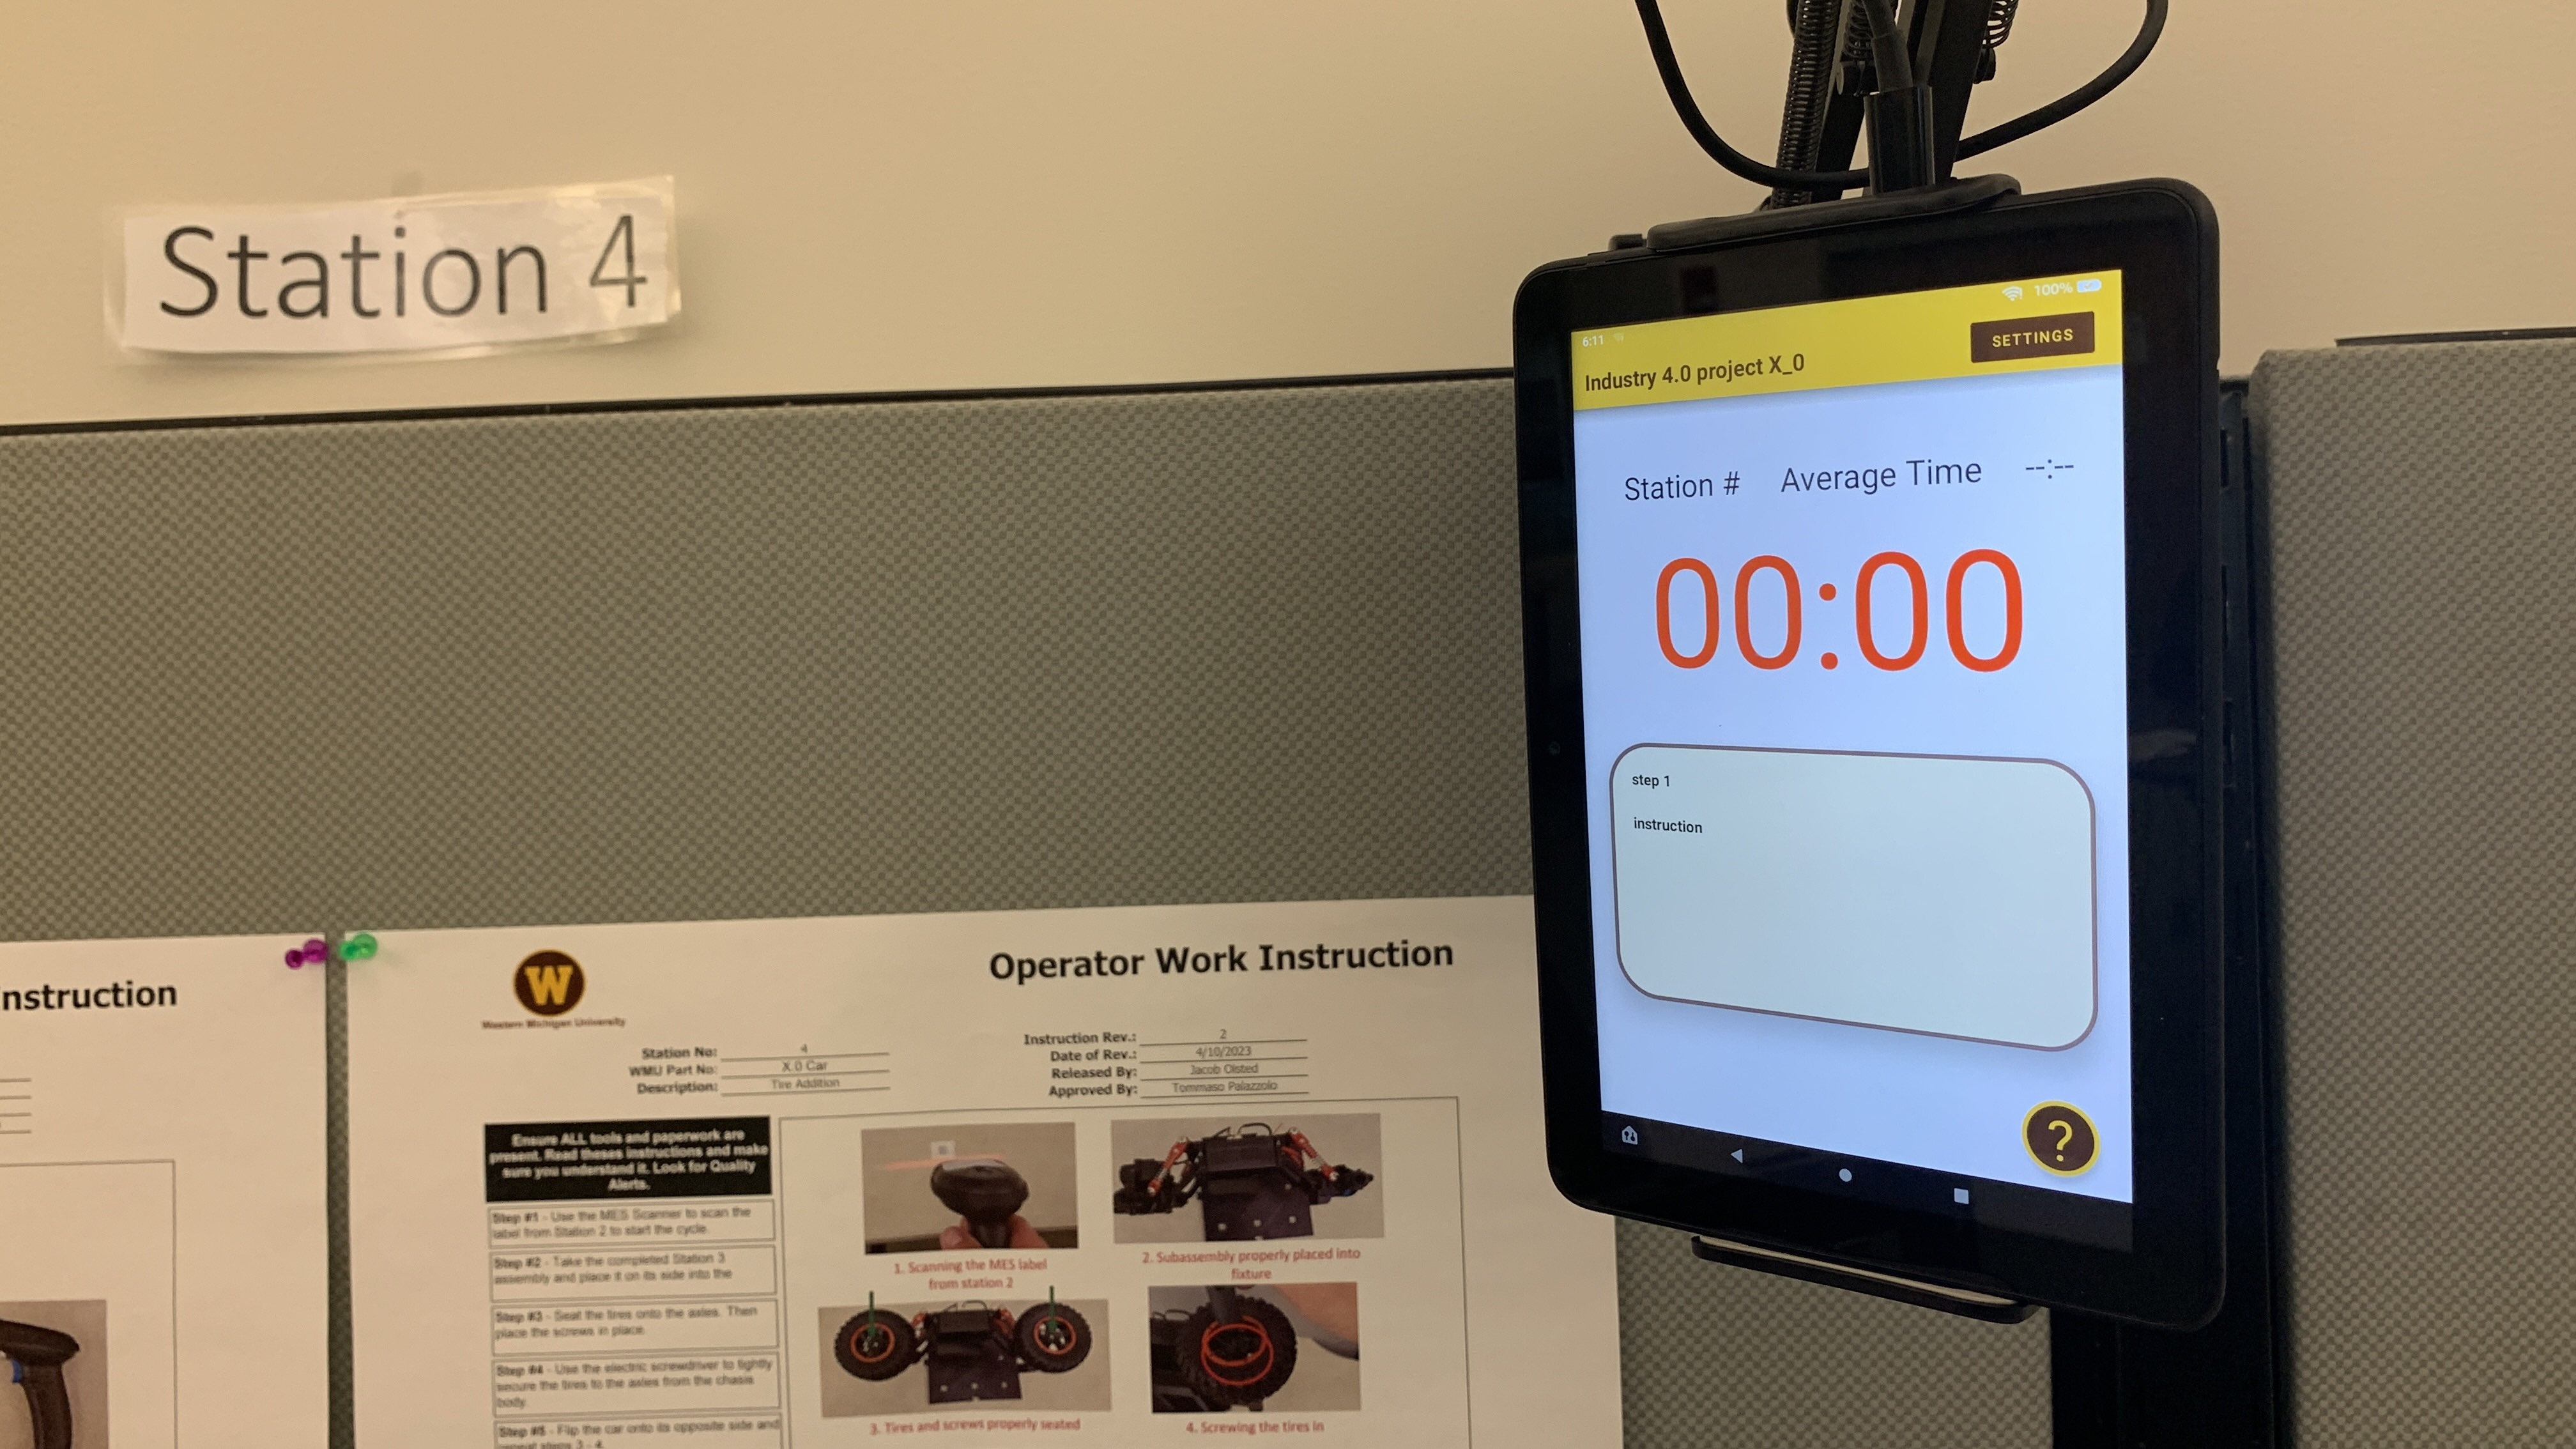 Station 4
6:11
100%
SETTINGS
Industry 4.0 project X_0
Station #
Average Time
--:--
00:00
step 1
instruction
?
nstruction
W
Western Michigan University
Operator Work Instruction
Station No: 4
WMU Part No: X.0 Car
Description: Tire Addition
Instruction Rev.: 2
Date of Rev.: 4/10/2023
Released By: Jacob Olsted
Approved By: Tommaso Palazzolo
Ensure ALL tools and paperwork are
present. Read theses instructions and make
sure you understand it. Look for Quality
Alerts.
Step #1 - Use the MES Scanner to scan the
label from Station 2 to start the cycle.
Step #2 - Take the completed Station 3
assembly and place it on its side into the
Step #3 - Seat the tires onto the axles. Then
place the screws in place.
Step #4 - Use the electric screwdriver to tightly
secure the tires to the axles from the chasis
body.
Step #5 - Flip the car onto its opposite side and
repeat steps 3 - 4.
1. Scanning the MES label
from station 2
2. Subassembly properly placed into
fixture
3. Tires and screws properly seated
4. Screwing the tires in